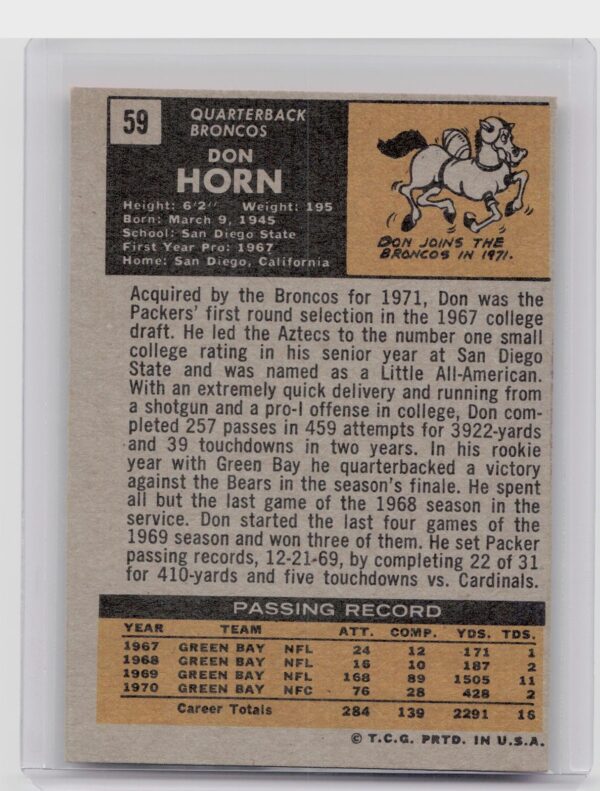 59
QUARTERBACK
BRONCOS
DON
HORN
Height: 6'2" Weight: 195
Born: March 9, 1945
School: San Diego State
First Year Pro: 1967
Home: San Diego, California
DON JOINS THE
BRONCOS IN 1971.
Acquired by the Broncos for 1971, Don was the
Packers' first round selection in the 1967 college
draft. He led the Aztecs to the number one small
college rating in his senior year at San Diego
State and was named as a Little All-American.
With an extremely quick delivery and running from
a shotgun and a pro-I offense in college, Don com-
pleted 257 passes in 459 attempts for 3922-yards
and 39 touchdowns in two years. In his rookie
year with Green Bay he quarterbacked a victory
against the Bears in the season's finale. He spent
all but the last game of the 1968 season in the
service. Don started the last four games of the
1969 season and won three of them. He set Packer
passing records, 12-21-69, by completing 22 of 31
for 410-yards and five touchdowns vs. Cardinals.
PASSING RECORD
YEAR TEAM ATT. COMP. YDS. TDS.
1967 GREEN BAY NFL 24 12 171 1
1968 GREEN BAY NFL 16 10 187 2
1969 GREEN BAY NFL 168 89 1505 11
1970 GREEN BAY NFC 76 28 428 2
Career Totals 284 139 2291 16
© T.C.G. PRTD. IN U.S.A.